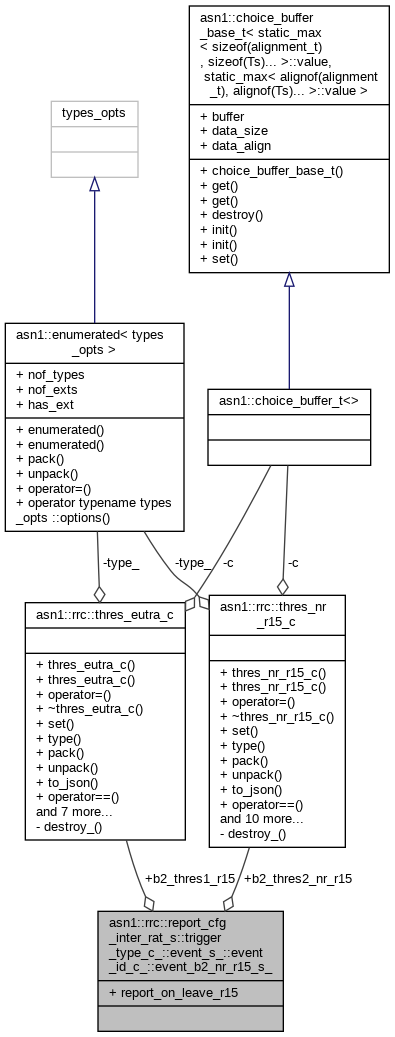 asn1::choice_buffer
_base_t< static_max
< sizeof(alignment_t)
, sizeof(Ts)... >::value,
static_max< alignof(alignment
_t), alignof(Ts)... >::value >
+ buffer
+ data_size
+ data_align
+ choice_buffer_base_t()
+ get()
+ get()
+ destroy()
+ init()
+ init()
+ set()
types_opts
asn1::enumerated< types
_opts >
+ nof_types
+ nof_exts
+ has_ext
+ enumerated()
+ enumerated()
+ pack()
+ unpack()
+ operator=()
+ operator typename types
_opts ::options()
asn1::choice_buffer_t<>
-type_
-type_
-c
-c
asn1::rrc::thres_eutra_c
+ thres_eutra_c()
+ thres_eutra_c()
+ operator=()
+ ~thres_eutra_c()
+ set()
+ type()
+ pack()
+ unpack()
+ to_json()
+ operator==()
and 7 more...
- destroy_()
asn1::rrc::thres_nr
_r15_c
+ thres_nr_r15_c()
+ thres_nr_r15_c()
+ operator=()
+ ~thres_nr_r15_c()
+ set()
+ type()
+ pack()
+ unpack()
+ to_json()
+ operator==()
and 10 more...
- destroy_()
+b2_thres1_r15
+b2_thres2_nr_r15
asn1::rrc::report_cfg
_inter_rat_s::trigger
_type_c_::event_s_::event
_id_c_::event_b2_nr_r15_s_
+ report_on_leave_r15